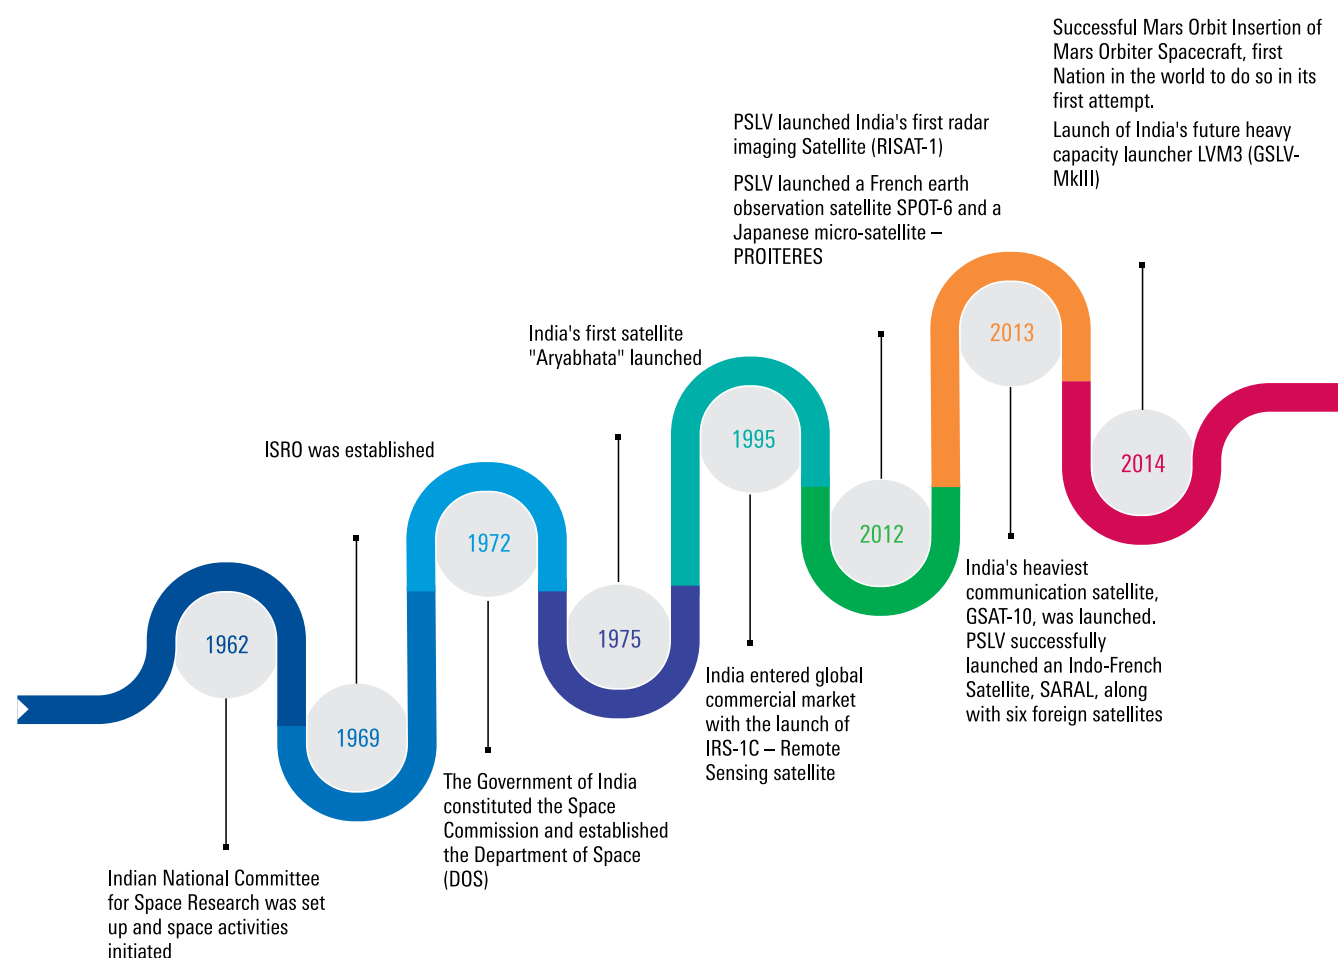 1962
Indian National Committee
for Space Research was set
up and space activities
initiated
ISRO was established
1969
1972
The Government of India
constituted the Space
Commission and established
the Department of Space
(DOS)
India's first satellite
"Aryabhata" launched
1975
1995
India entered global
commercial market
with the launch of
IRS-1C – Remote
Sensing satellite
PSLV launched India's first radar
imaging Satellite (RISAT-1)
PSLV launched a French earth
observation satellite SPOT-6 and a
Japanese micro-satellite –
PROITERES
2012
2013
India's heaviest
communication satellite,
GSAT-10, was launched.
PSLV successfully
launched an Indo-French
Satellite, SARAL, along
with six foreign satellites
Successful Mars Orbit Insertion of
Mars Orbiter Spacecraft, first
Nation in the world to do so in its
first attempt.
Launch of India's future heavy
capacity launcher LVM3 (GSLV-
MkIII)
2014